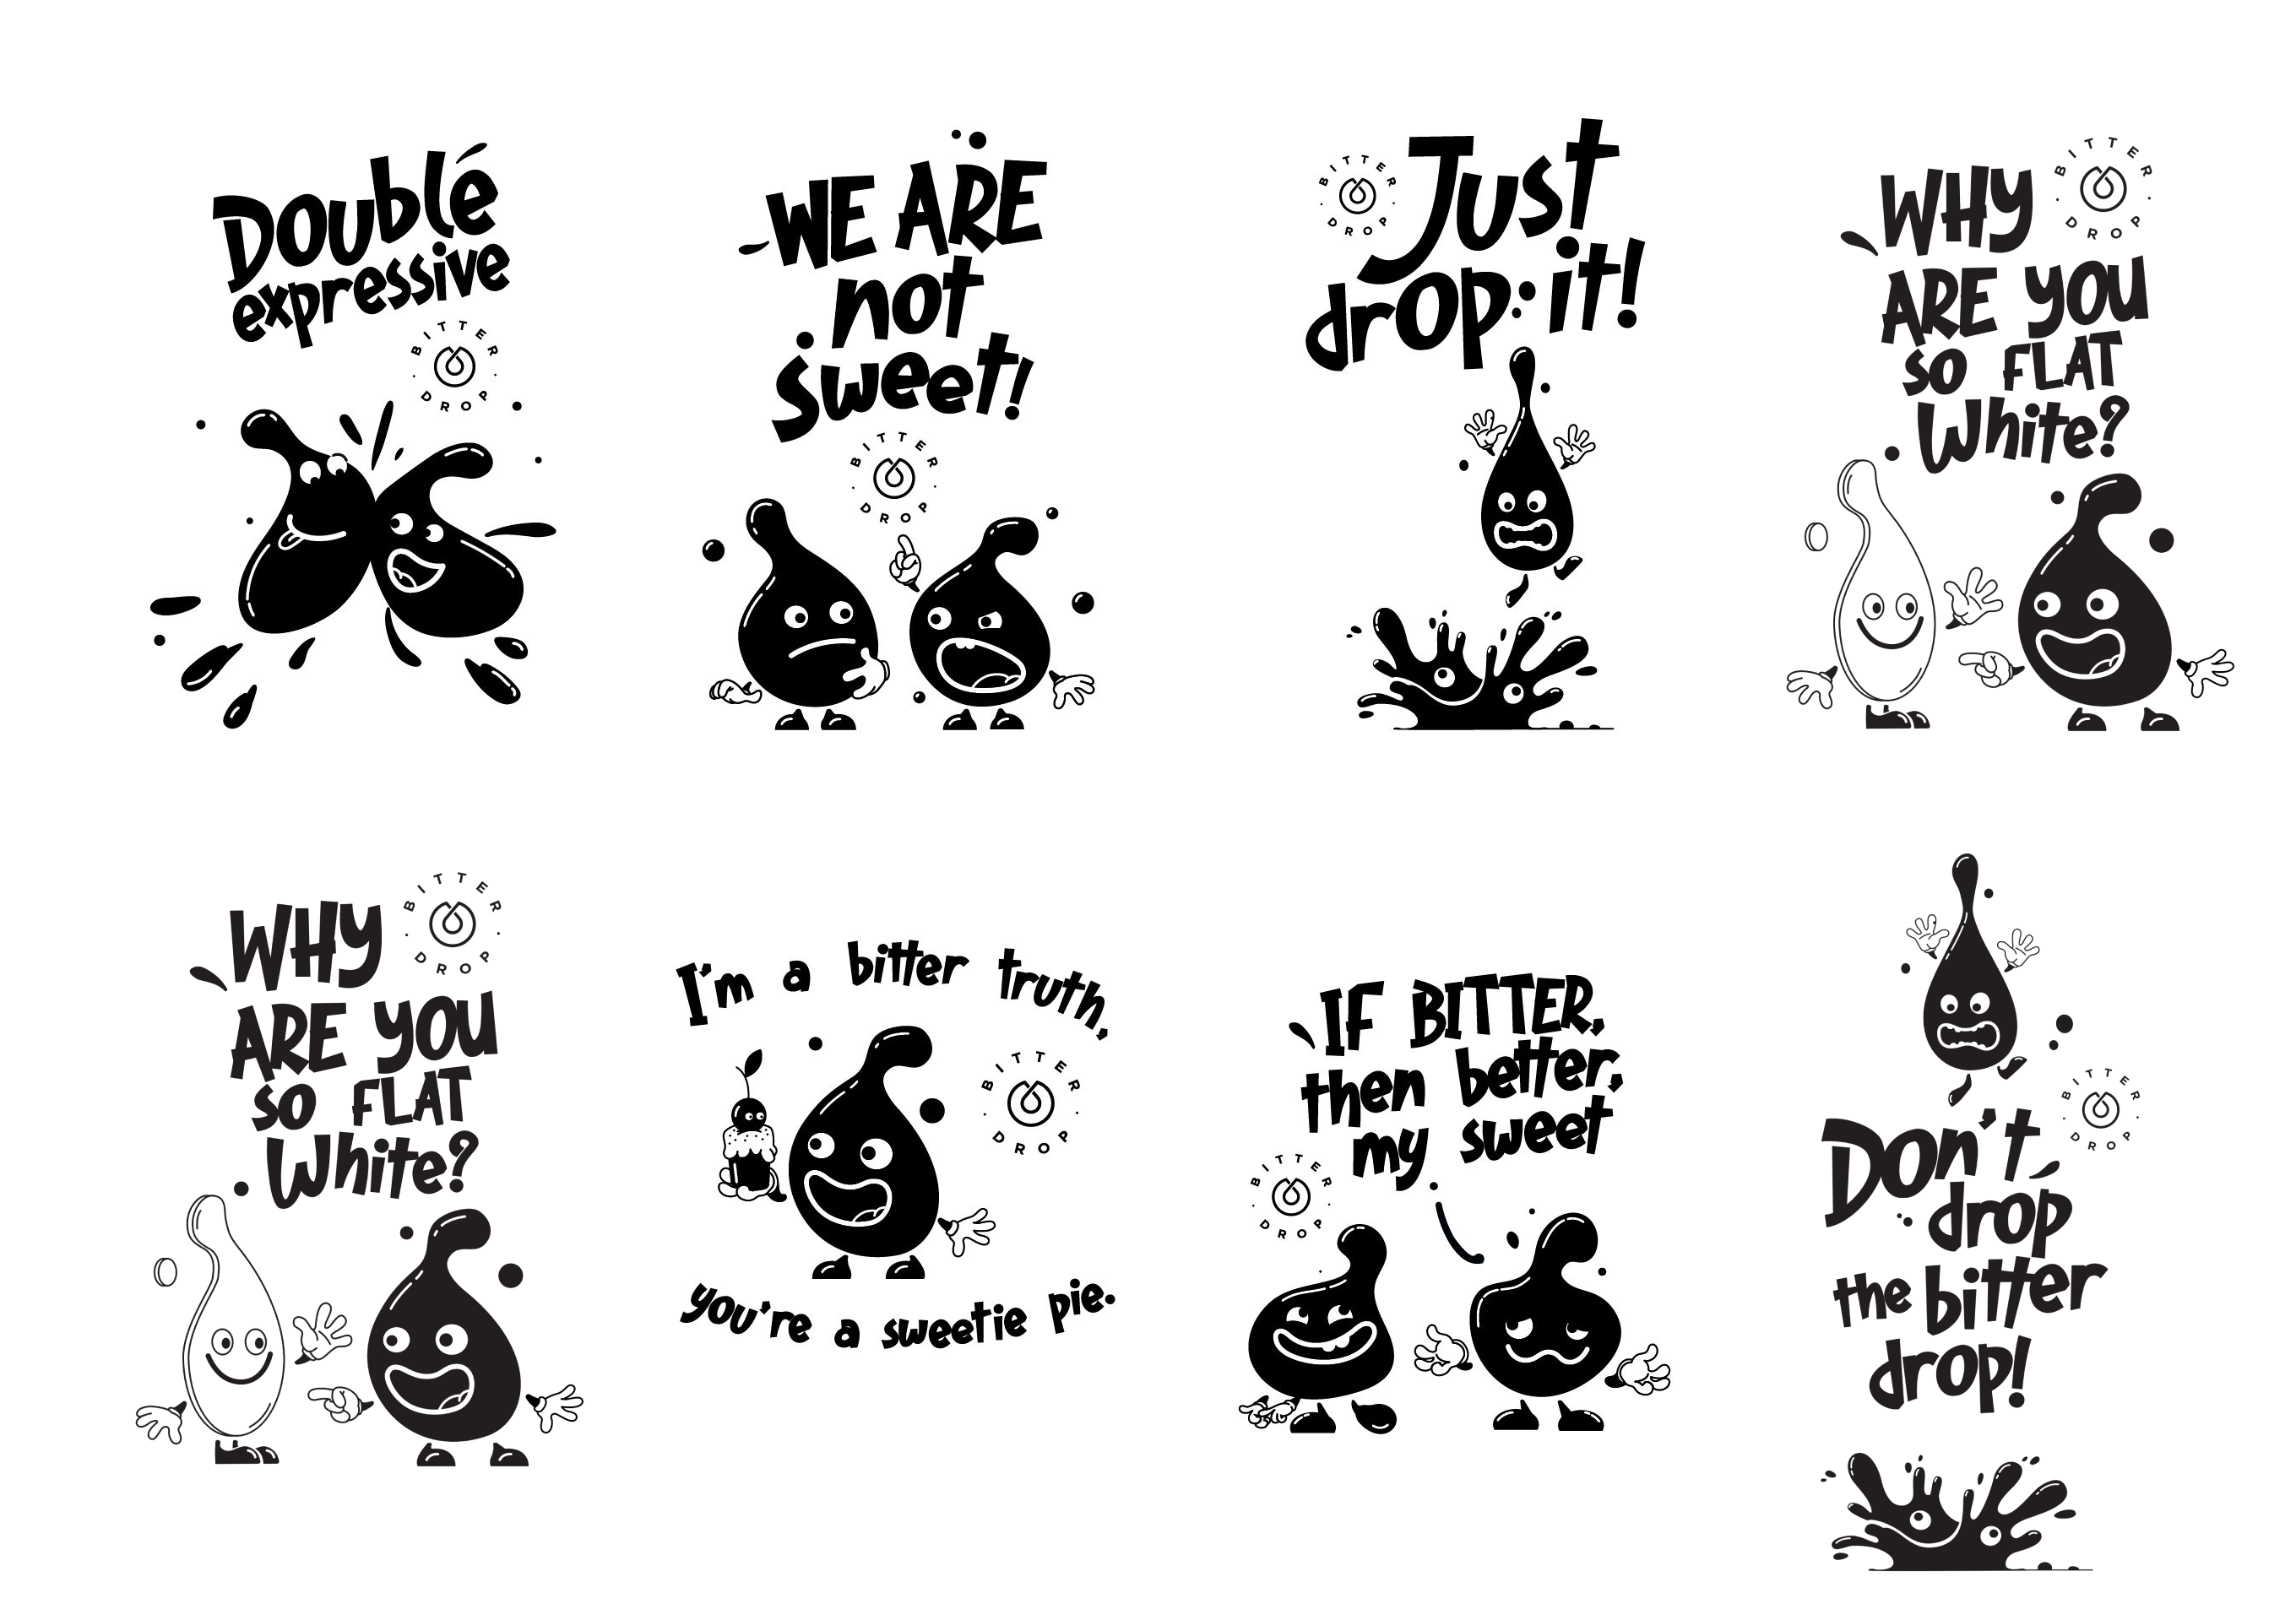 Double
expressive
BITTER
DROP
WE ARE
not
sweet!
BITTER
DROP
BITTER
DROP
Just
drop it!
WHy
BITTER
DROP
ARE yOU
SO FLAT
White?
WHy
BITTER
DROP
ARE yOU
SO FLAT
White?
I'm a bitter truth,
BITTER
DROP
you're a sweetie pie.
IF BITTER,
then better,
my sweet
BITTER
DROP
BITTER
DROP
Don't
drop
the bitter
drop!